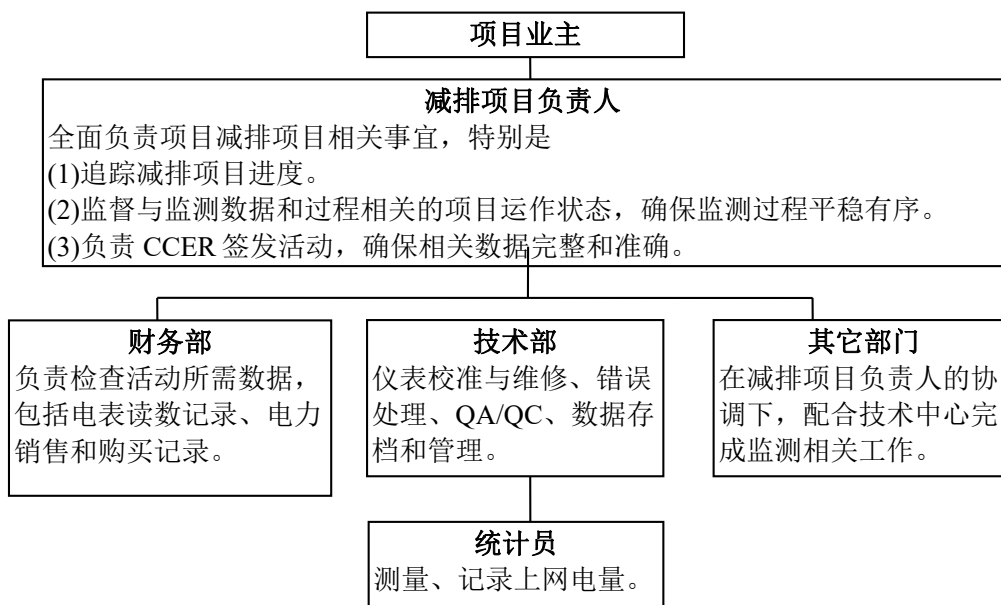 项目业主
减排项目负责人
全面负责项目减排项目相关事宜，特别是
(1)追踪减排项目进度。
(2)监督与监测数据和过程相关的项目运作状态，确保监测过程平稳有序。
(3)负责 CCER 签发活动，确保相关数据完整和准确。
财务部
负责检查活动所需数据，
包括电表读数记录、电力
销售和购买记录。
技术部
仪表校准与维修、错误
处理、QA/QC、数据存
档和管理。
其它部门
在减排项目负责人的协
调下，配合技术中心完
成监测相关工作。
统计员
测量、记录上网电量。